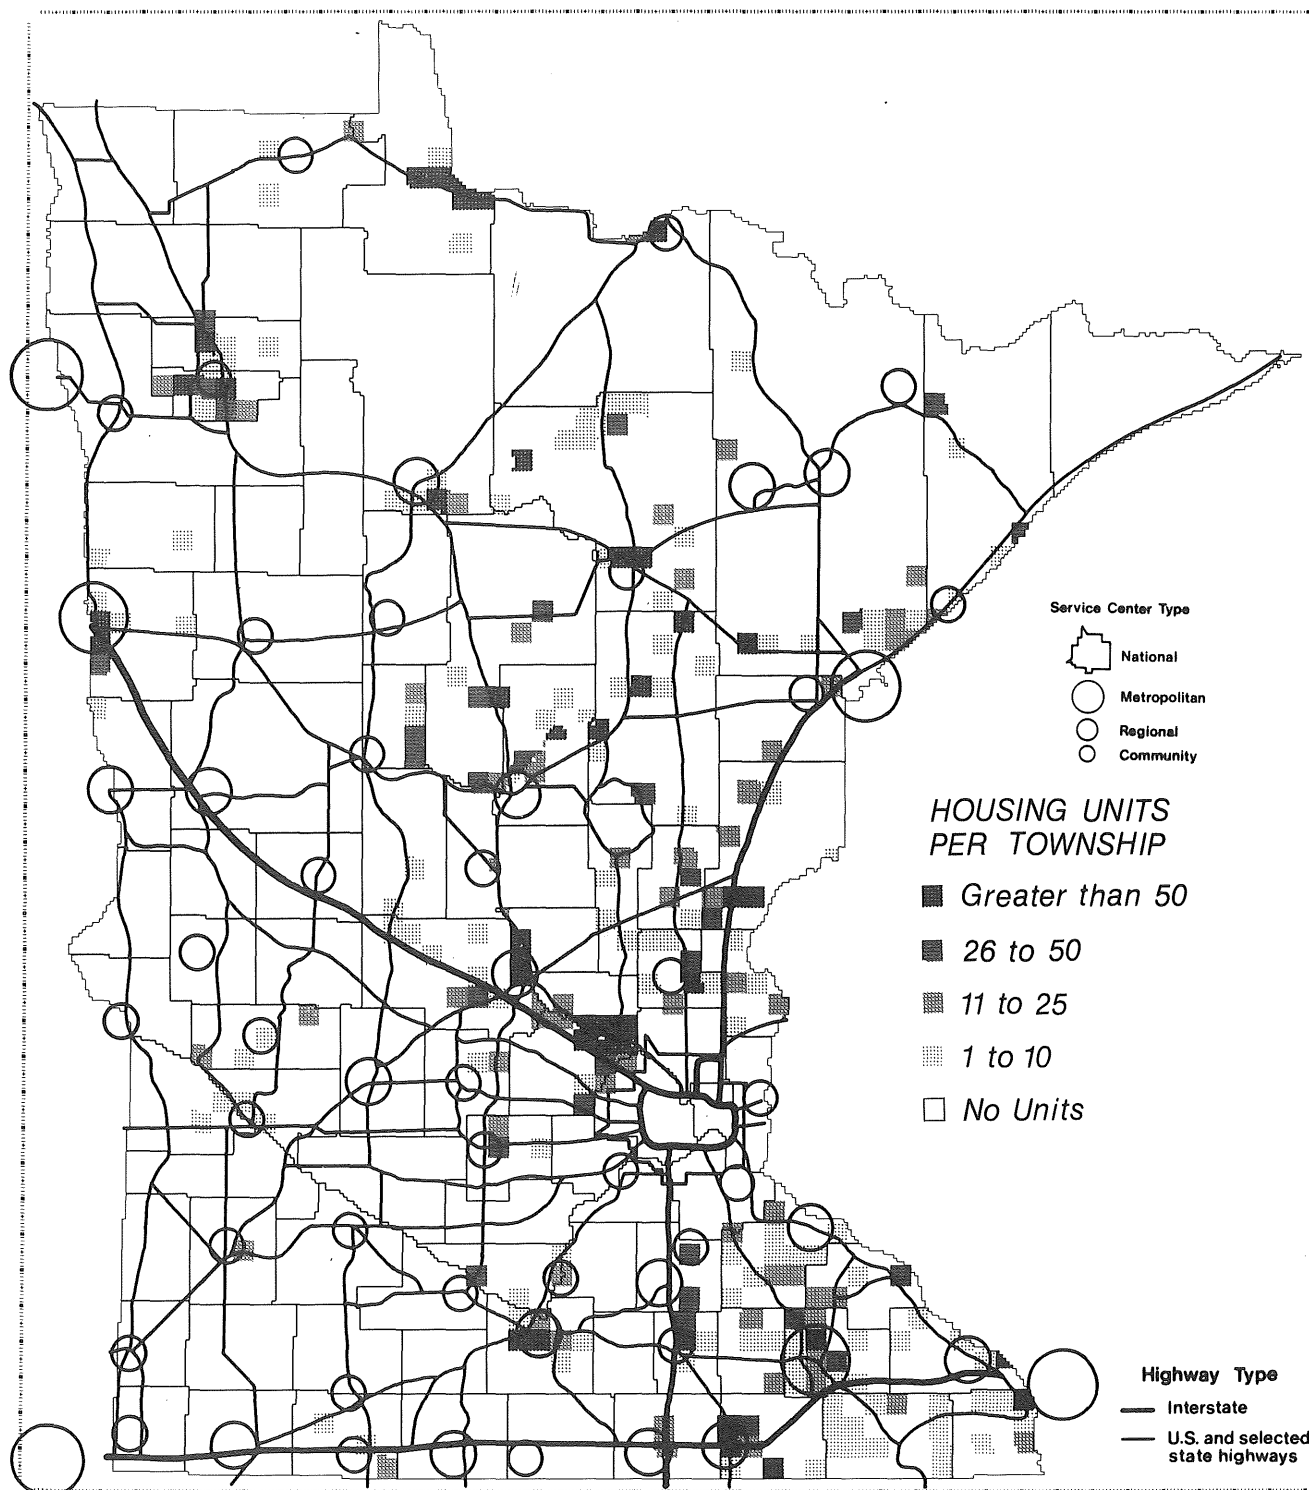 Service Center Type
National
Metropolitan
Regional
Community
HOUSING UNITS
PER TOWNSHIP
Greater than 50
26 to 50
11 to 25
1 to 10
No Units
Highway Type
Interstate
U.S. and selected
state highways